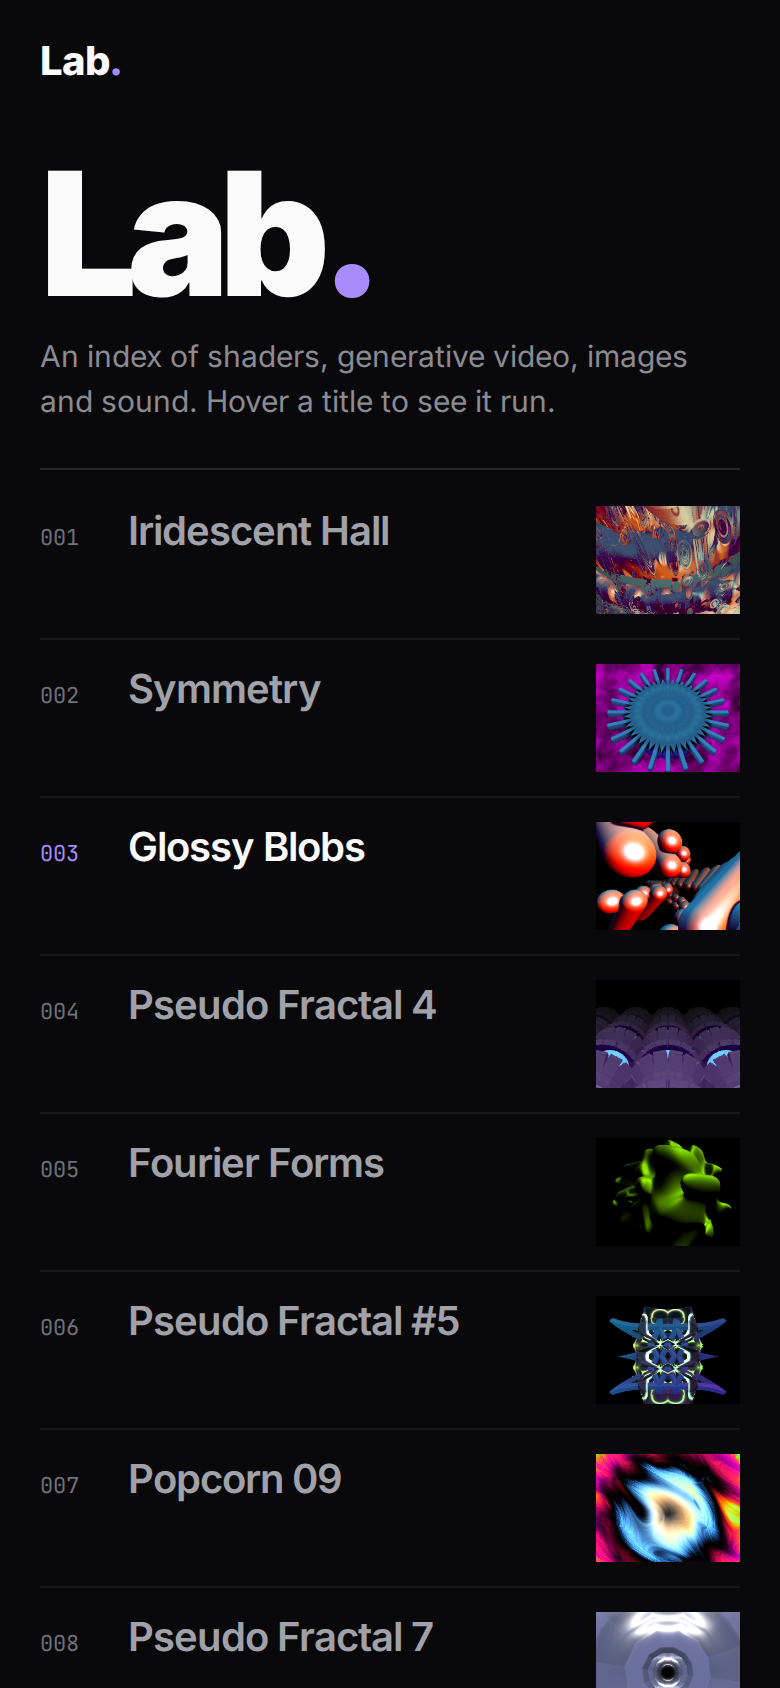 Lab.
Lab.
An index of shaders, generative video, images
and sound. Hover a title to see it run.
001 Iridescent Hall
002 Symmetry
003 Glossy Blobs
004 Pseudo Fractal 4
005 Fourier Forms
006 Pseudo Fractal #5
007 Popcorn 09
008 Pseudo Fractal 7